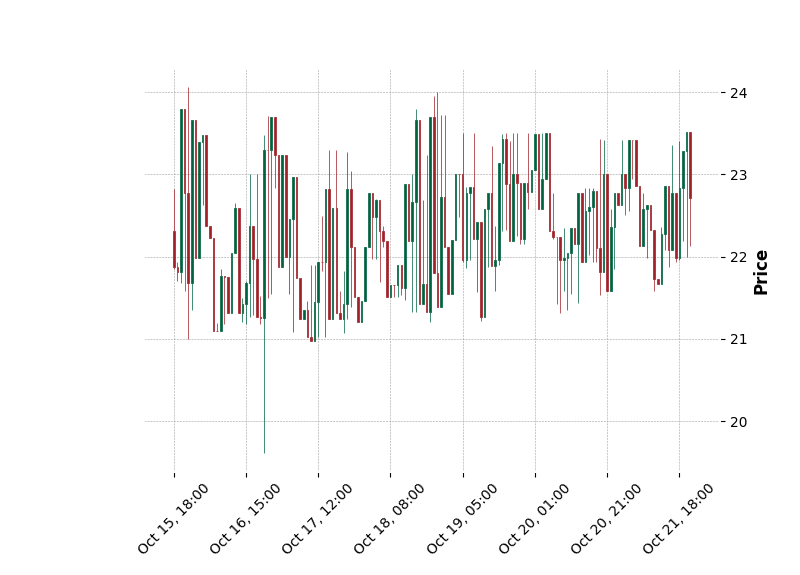 24
23
22
21
20
Price
Oct 15, 18:00
Oct 16, 15:00
Oct 17, 12:00
Oct 18, 08:00
Oct 19, 05:00
Oct 20, 01:00
Oct 20, 21:00
Oct 21, 18:00